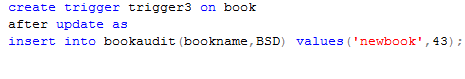 create trigger trigger3 on book
after update as
insert into bookaudit(bookname,BSD) values('newbook',43);